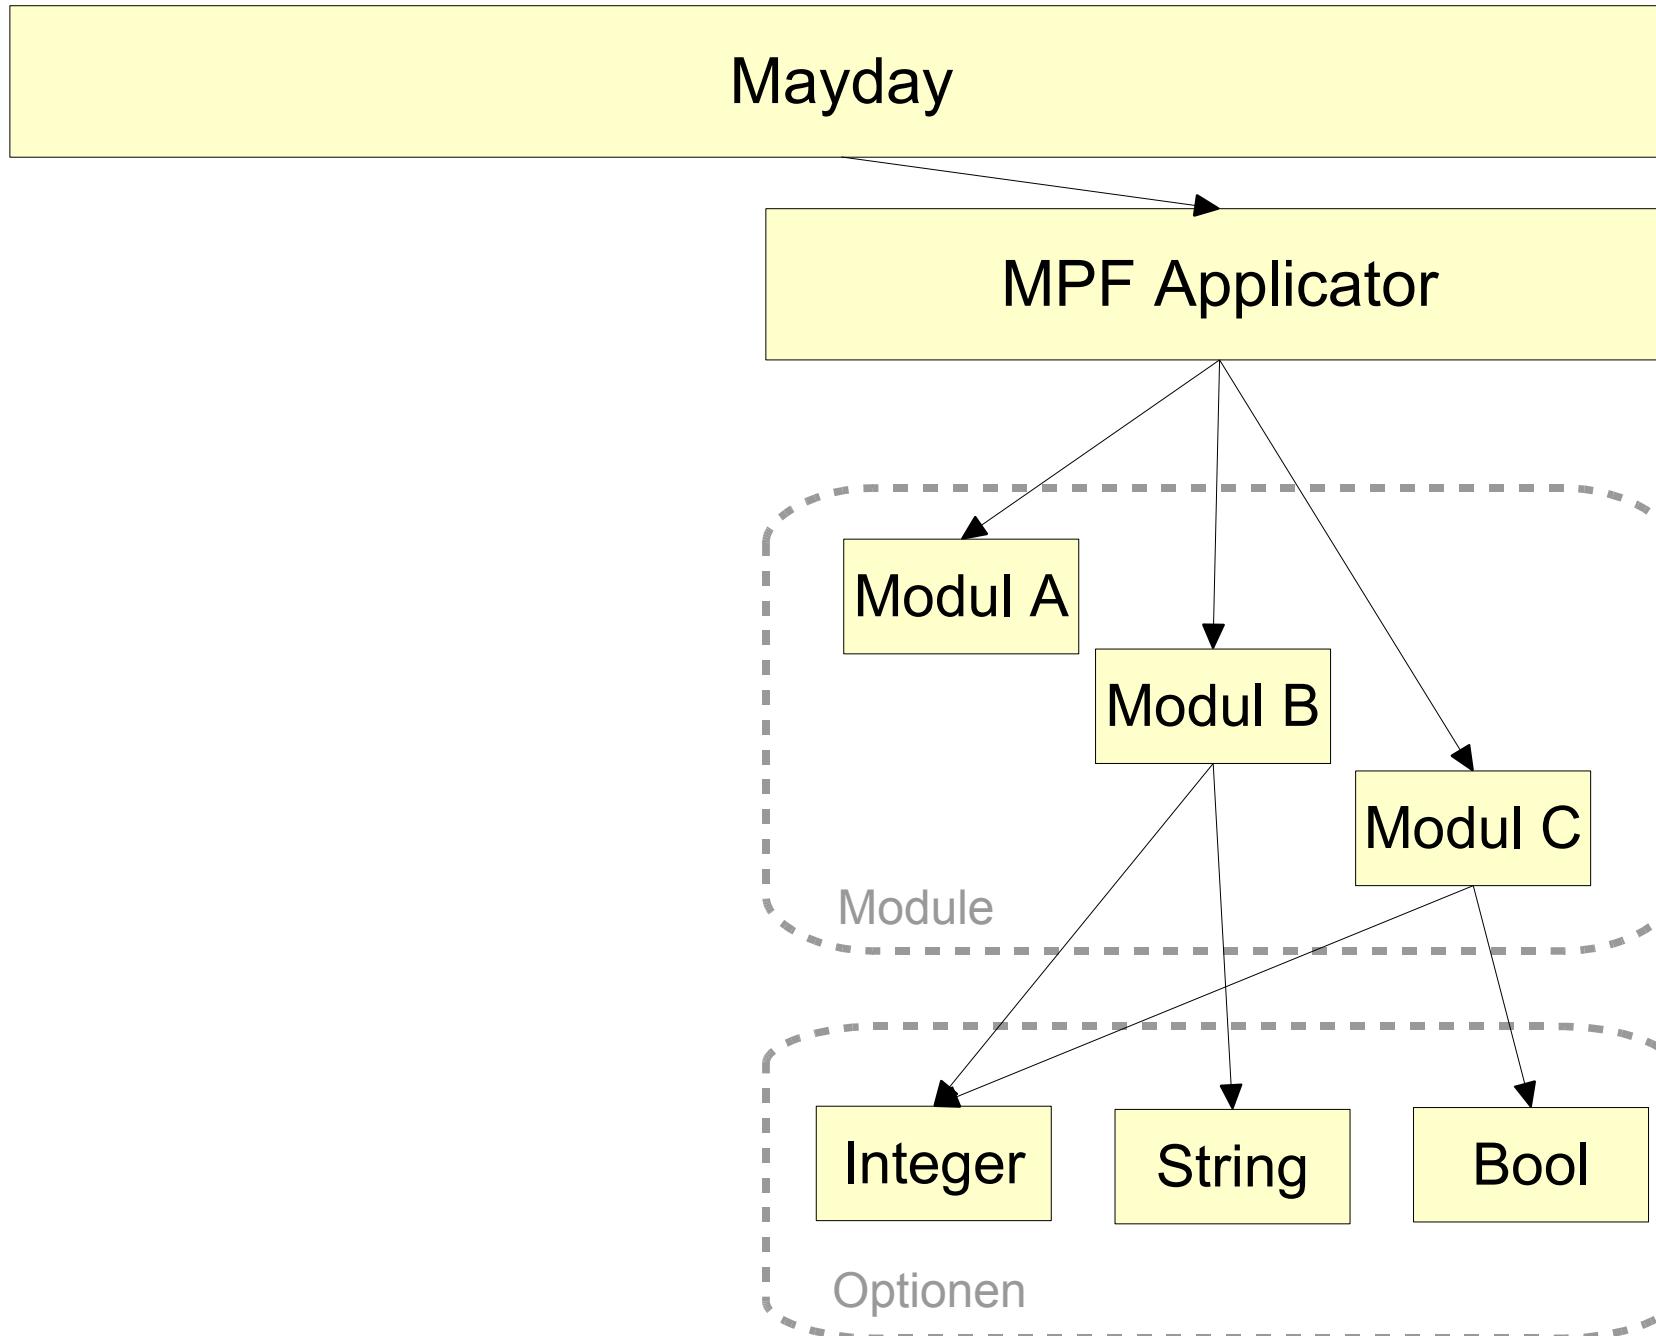 Mayday
MPF Applicator
Modul A
Modul B
Modul C
Module
Integer
String
Bool
Optionen